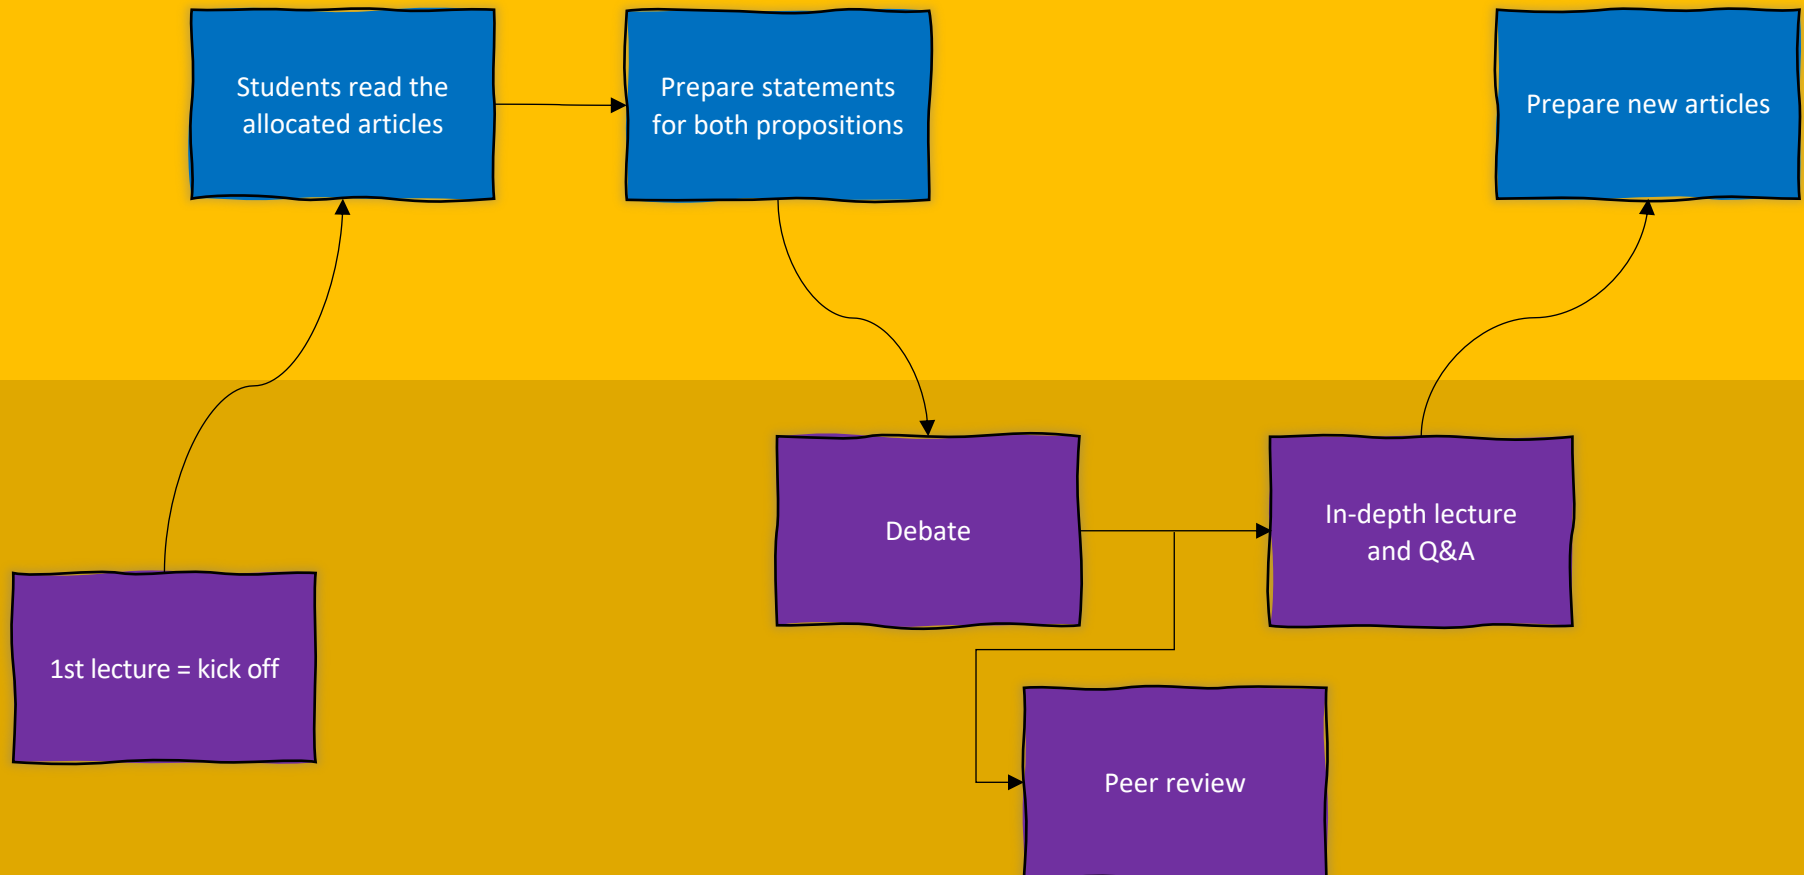 Students read the
allocated articles
Prepare statements
for both propositions
Prepare new articles
Debate
In-depth lecture
and Q&A
1st lecture = kick off
Peer review